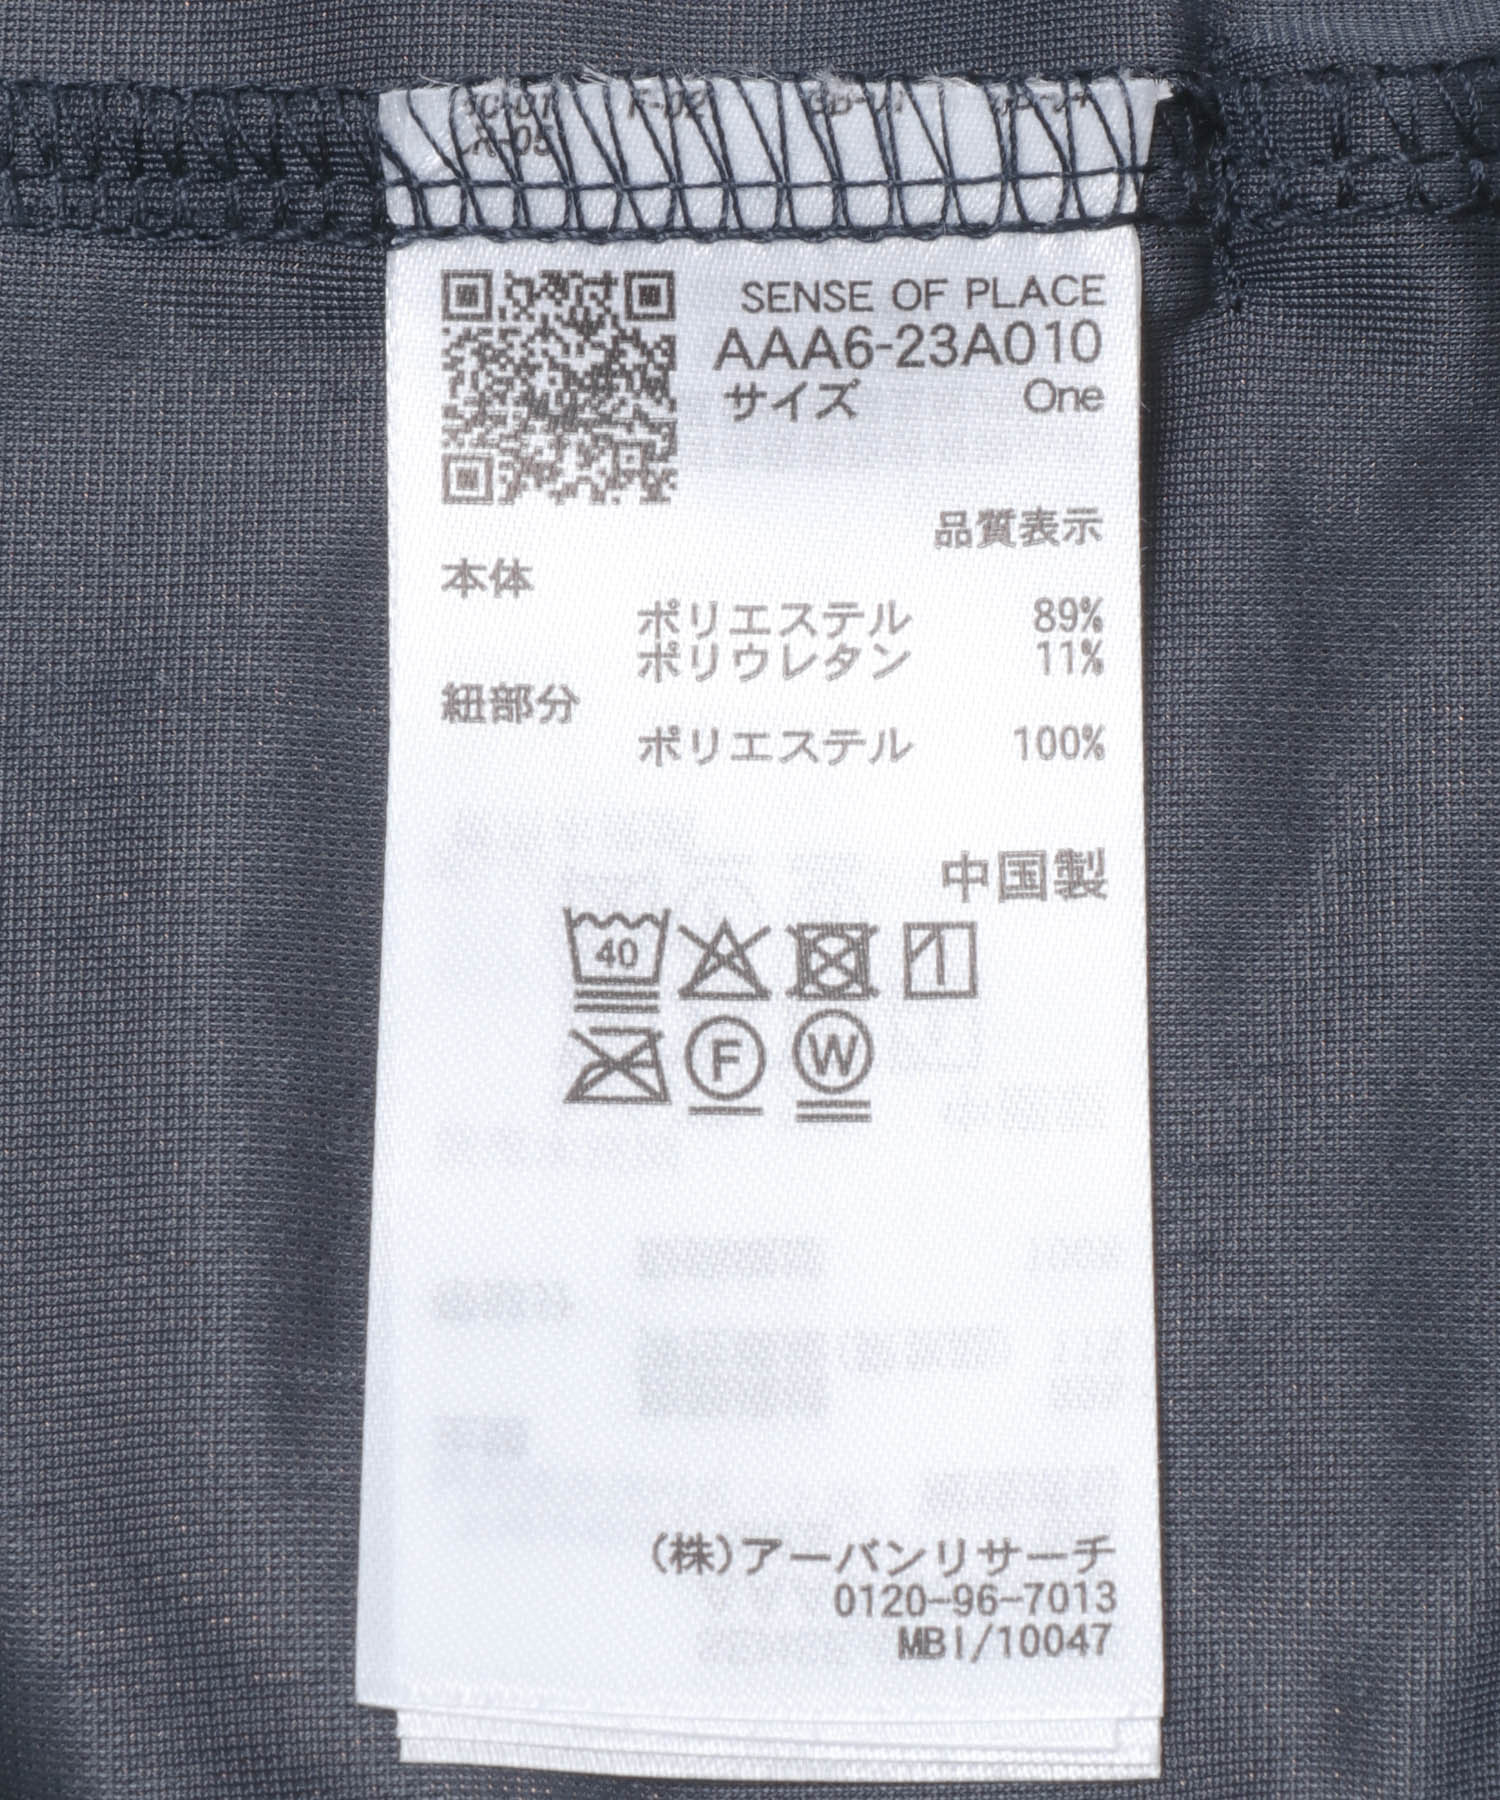 SENSE OF PLACE
AAA6-23A010
サイズ One
品質表示
本体
ポリエステル 89%
ポリウレタン 11%
紐部分
ポリエステル 100%
中国製
40
F W
(株)アーバンリサーチ
0120-96-7013
MBI/10047